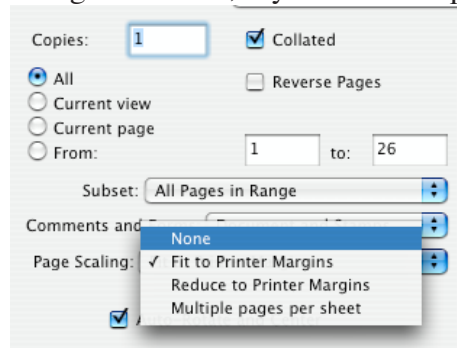 Copies: 1 Collated
All Reverse Pages
Current view
Current page
From: 1 to: 26
Subset: All Pages in Range
Comments and
None
Page Scaling: ✓ Fit to Printer Margins
Reduce to Printer Margins
Multiple pages per sheet